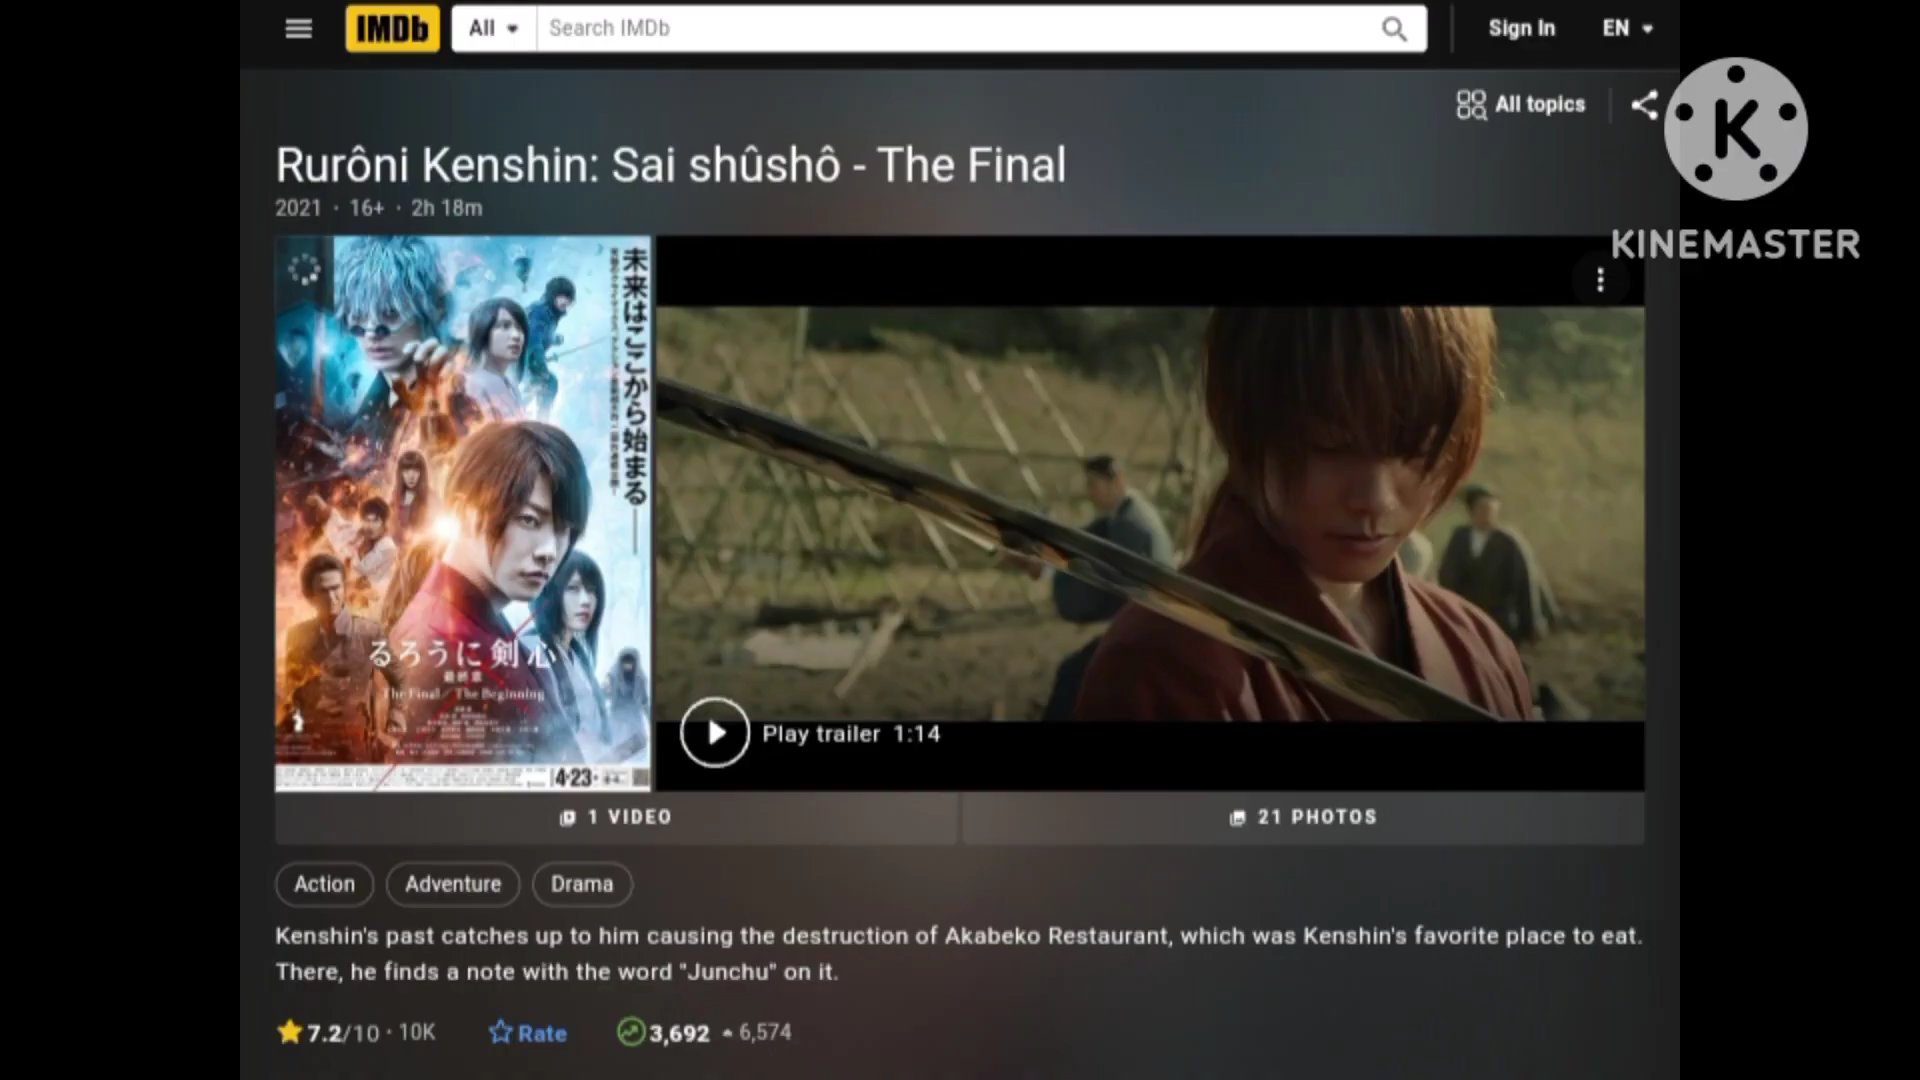 IMDb
All
Search IMDb
Sign In
EN
All topics
K
KINEMASTER
Rurôni Kenshin: Sai shûshô - The Final
2021 · 16+ · 2h 18m
未来はここから始まる
るろうに剣心
最終章
The Final / The Beginning
4.23
Play trailer 1:14
1 VIDEO
21 PHOTOS
Action
Adventure
Drama
Kenshin's past catches up to him causing the destruction of Akabeko Restaurant, which was Kenshin's favorite place to eat.
There, he finds a note with the word "Junchu" on it.
7.2/10 · 10K
Rate
3,692
6,574